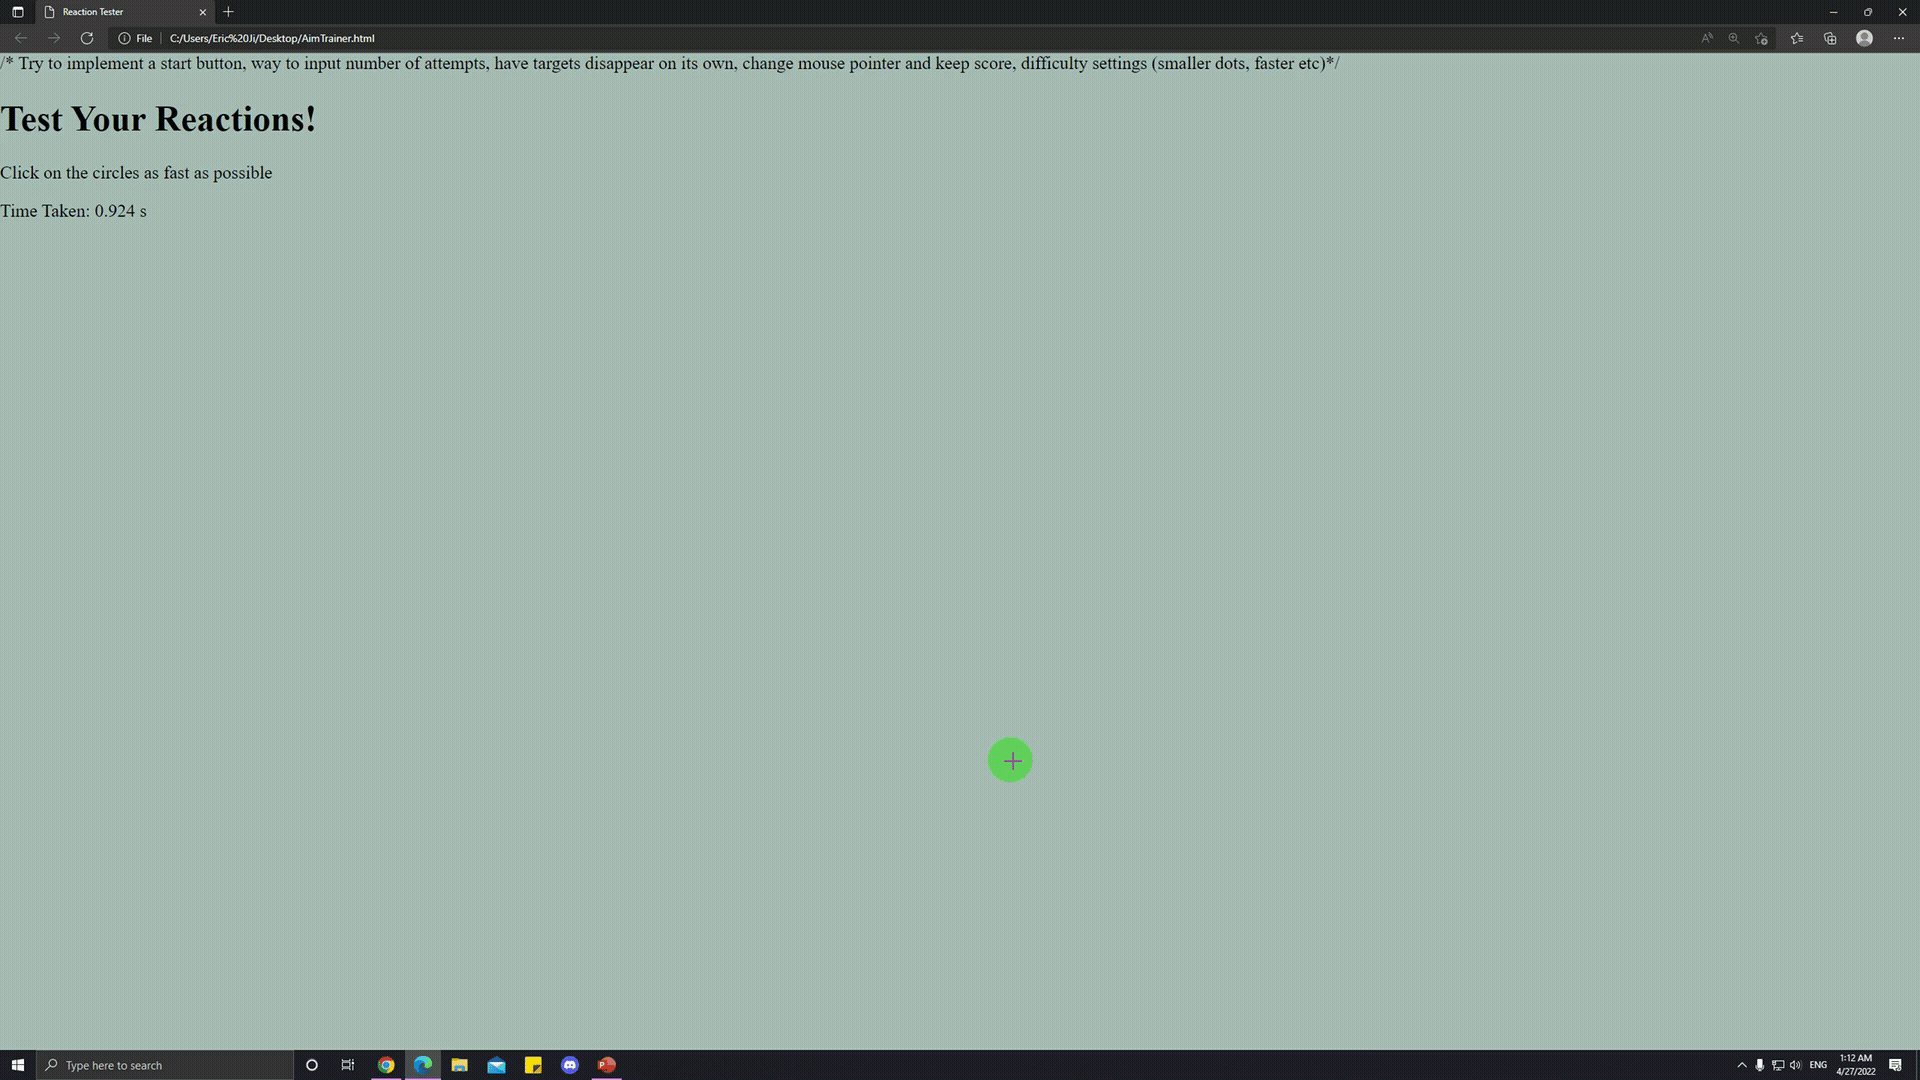 Reaction Tester
File C:/Users/Eric%20Ji/Desktop/AimTrainer.html
/* Try to implement a start button, way to input number of attempts, have targets disappear on its own, change mouse pointer and keep score, difficulty settings (smaller dots, faster etc)*/
Test Your Reactions!
Click on the circles as fast as possible
Time Taken: 0.924 s
Type here to search
ENG
1:12 AM
4/27/2022